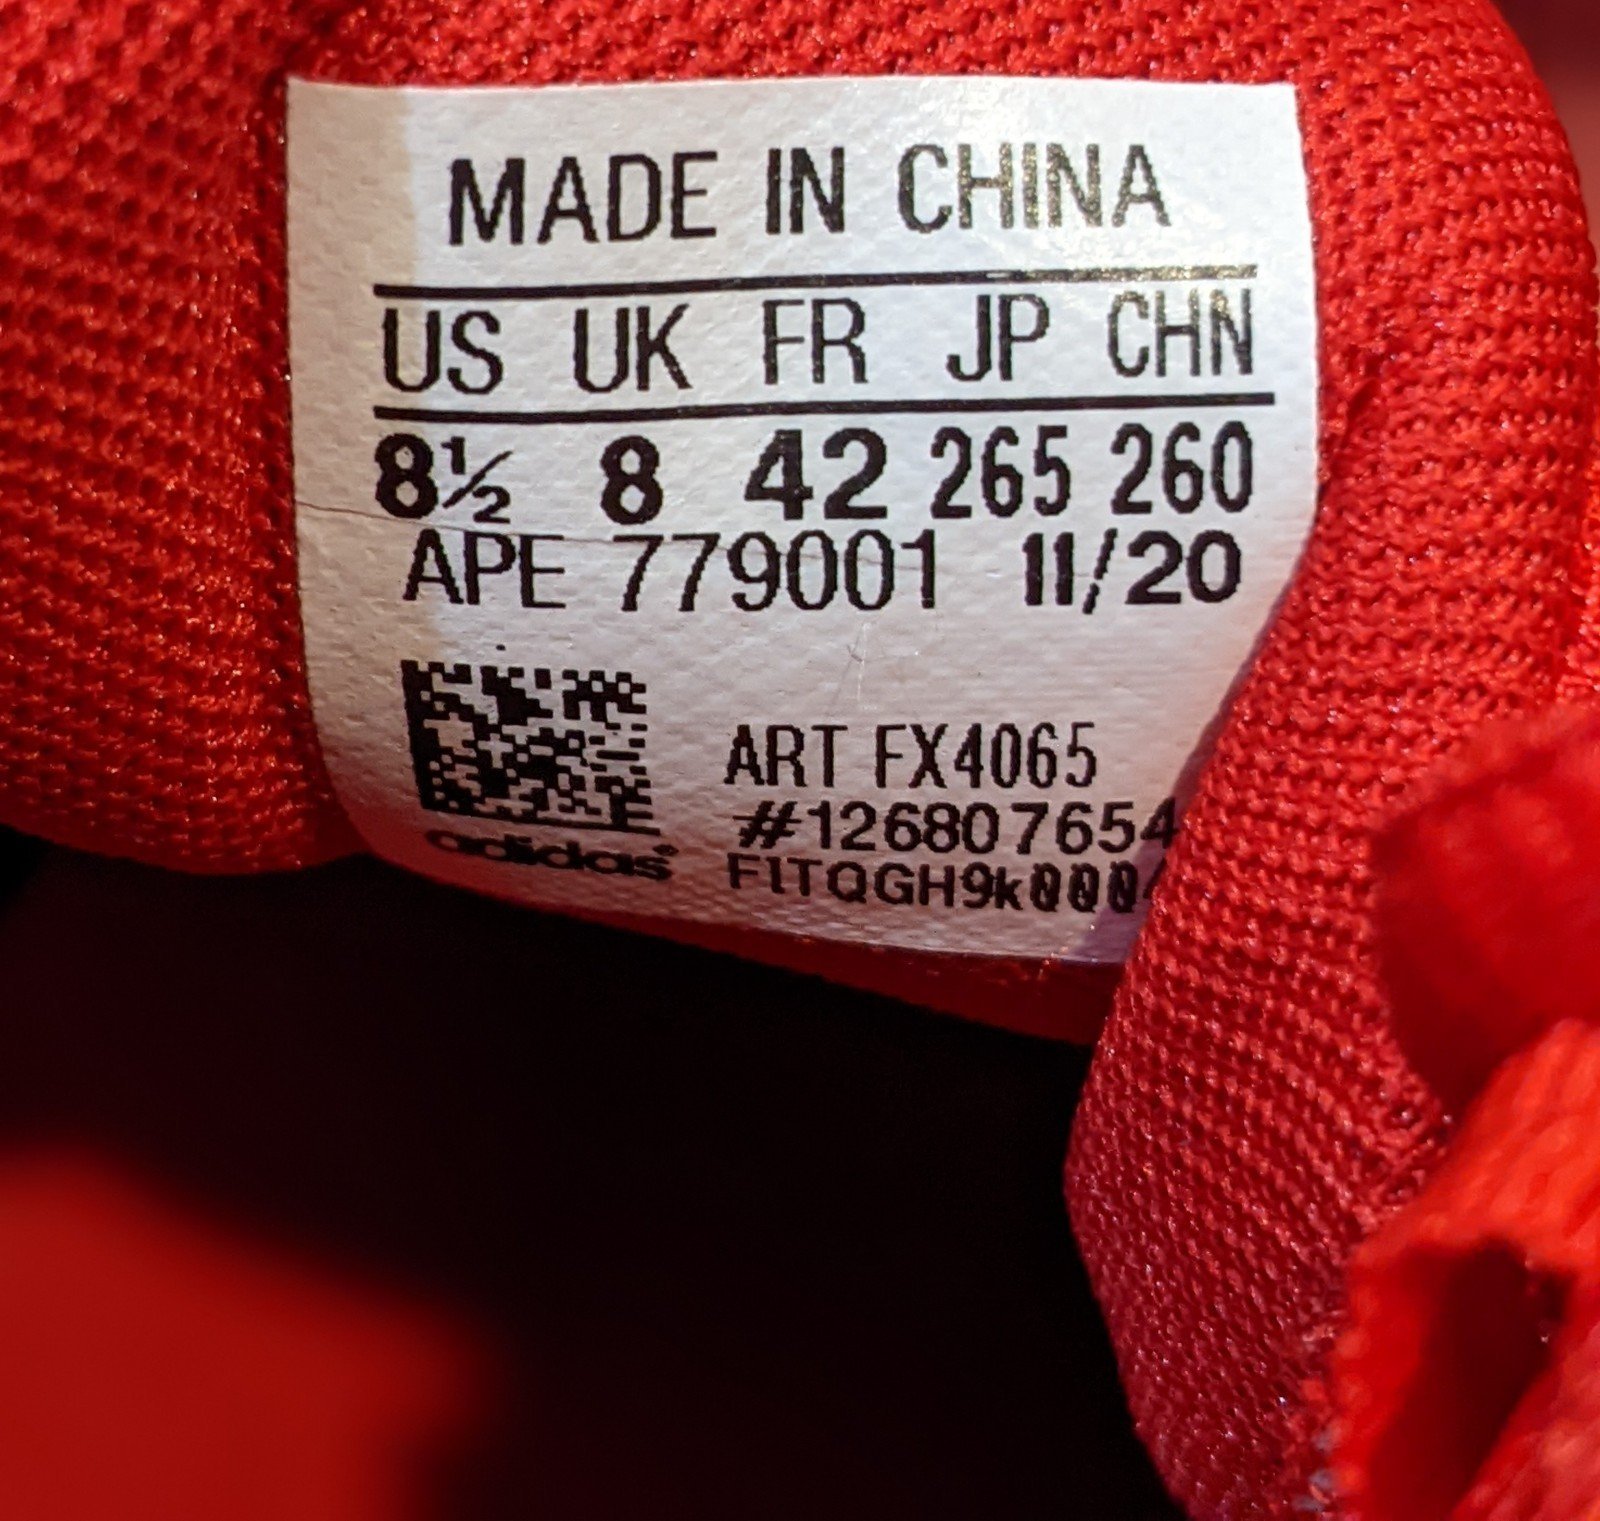 MADE IN CHINA
US UK FR JP CHN
8½ 8 42 265 260
APE 779001 11/20
ART FX4065
#126807654
adidas®
F1TQGH9k000